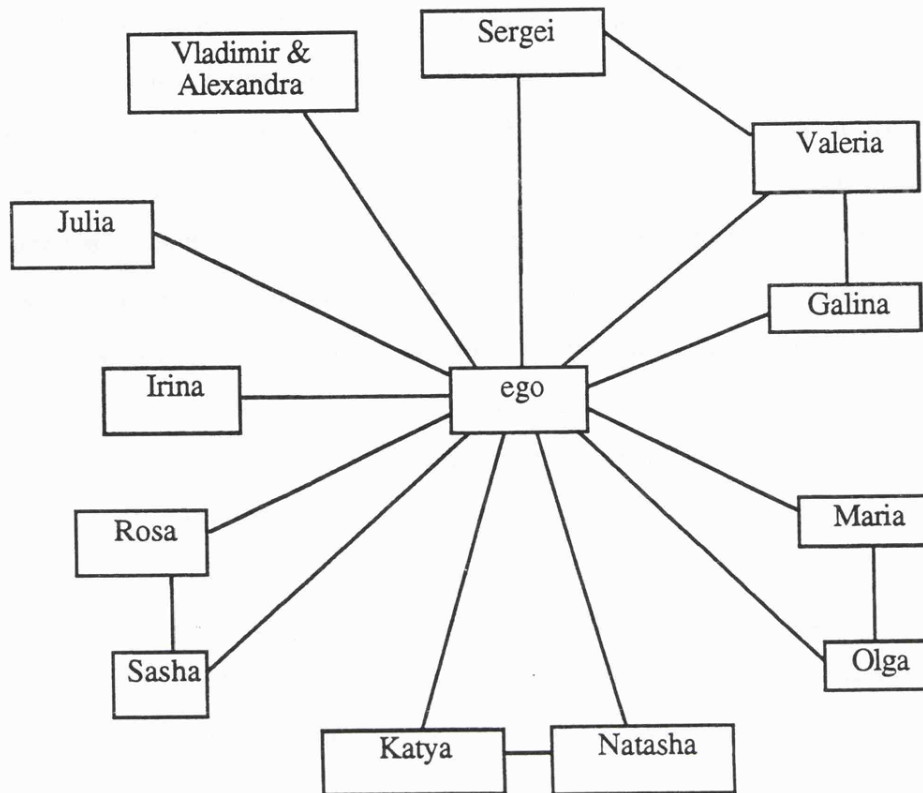 Sergei
Vladimir &
Alexandra
Valeria
Julia
Galina
Irina
ego
Maria
Rosa
Olga
Sasha
Katya
Natasha